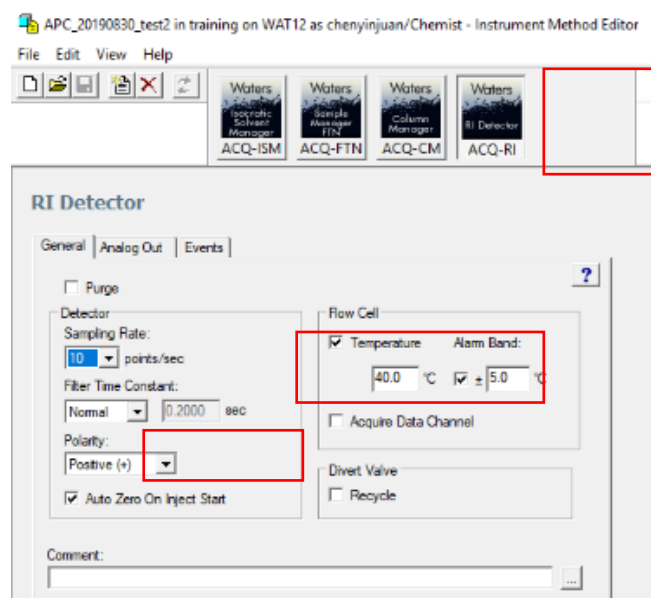 APC_20190830_test2 in training on WAT12 as chenyinjuan/Chemist - Instrument Method Editor
File Edit View Help
Waters Waters Waters Waters
Isocratic Solvent Manager Sample Manager FTN Column Manager RI Detector
ACQ-ISM ACQ-FTN ACQ-CM ACQ-RI
RI Detector
General Analog Out Events
?
Purge
Detector Flow Cell
Sampling Rate: Temperature Alarm Band:
10 points/sec 40.0 °C ± 5.0 °C
Filter Time Constant:
Normal 0.2000 sec Acquire Data Channel
Polarity:
Positive (+) Divert Valve
Auto Zero On Inject Start Recycle
Comment:
...